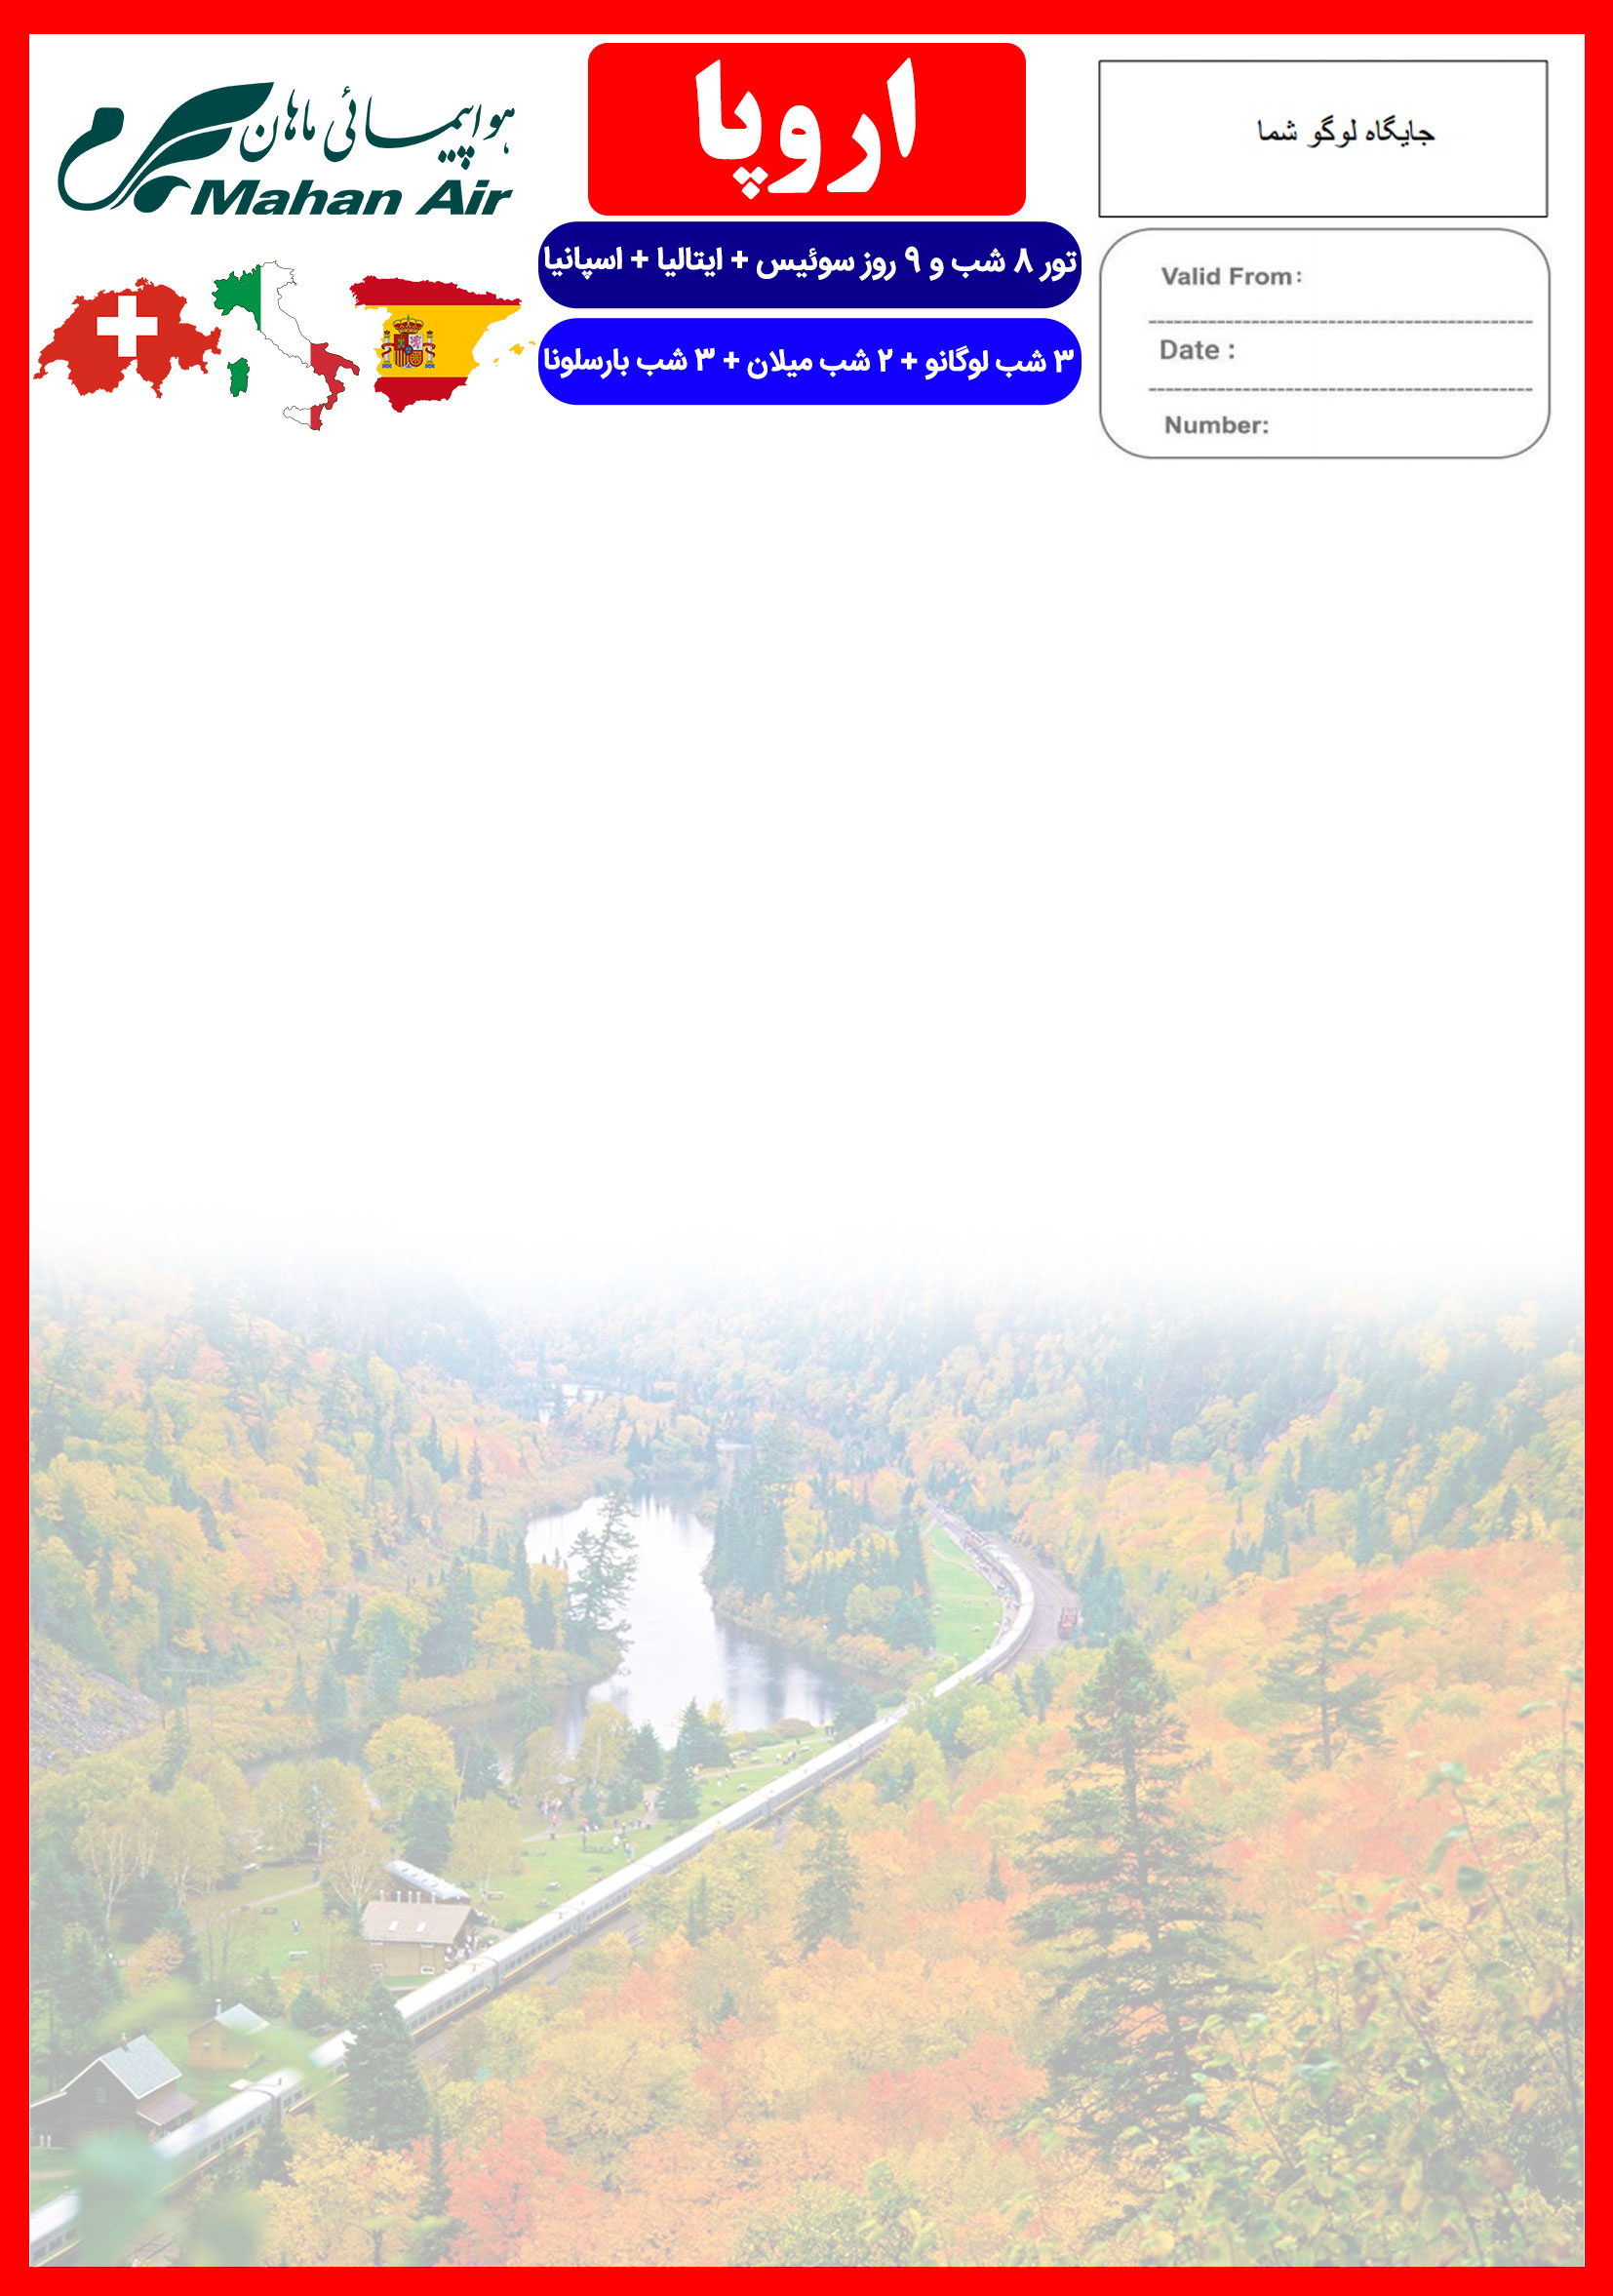 هواپیمائی ماهان
Mahan Air
اروپا
جایگاه لوگو شما
تور ۸ شب و ۹ روز سوئیس + ایتالیا + اسپانیا
۳ شب لوگانو + ۲ شب میلان + ۳ شب بارسلونا
Valid From:
Date :
Number: